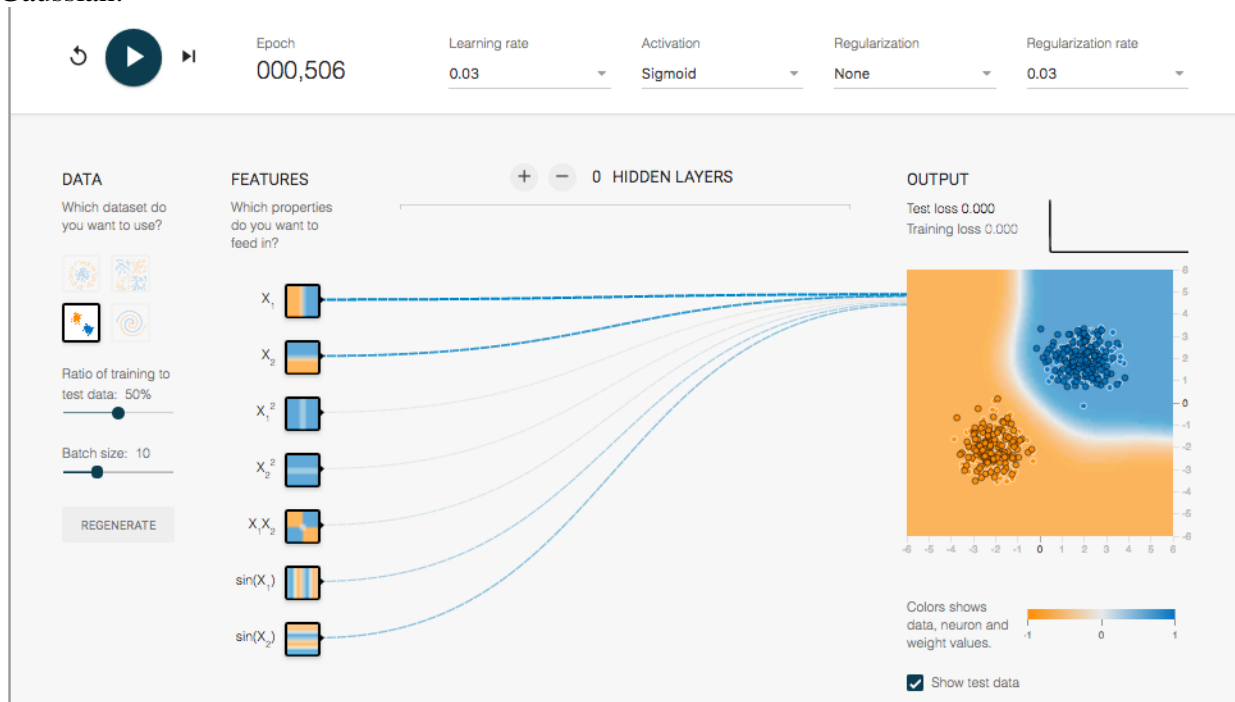 Gaussian.
Epoch
000,506
Learning rate
0.03
Activation
Sigmoid
Regularization
None
Regularization rate
0.03
DATA
Which dataset do
you want to use?
Ratio of training to
test data: 50%
Batch size: 10
REGENERATE
FEATURES
Which properties
do you want to
feed in?
X₁
X₂
X₁²
X₂²
X₁X₂
sin(X₁)
sin(X₂)
+ − 0 HIDDEN LAYERS
OUTPUT
Test loss 0.000
Training loss 0.000
6
5
4
3
2
1
0
-1
-2
-3
-4
-5
-6
-6 -5 -4 -3 -2 -1 0 1 2 3 4 5 6
Colors shows
data, neuron and
weight values.
-1 0 1
Show test data